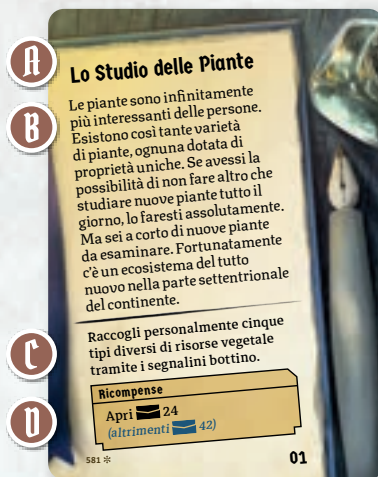 A
Lo Studio delle Piante
B
Le piante sono infinitamente
più interessanti delle persone.
Esistono così tante varietà
di piante, ognuna dotata di
proprietà uniche. Se avessi la
possibilità di non fare altro che
studiare nuove piante tutto il
giorno, lo faresti assolutamente.
Ma sei a corto di nuove piante
da esaminare. Fortunatamente
c'è un ecosistema del tutto
nuovo nella parte settentrionale
del continente.
C
Raccogli personalmente cinque
tipi diversi di risorse vegetale
tramite i segnalini bottino.
D
Ricompense
Apri 24
(altrimenti 42)
581 01